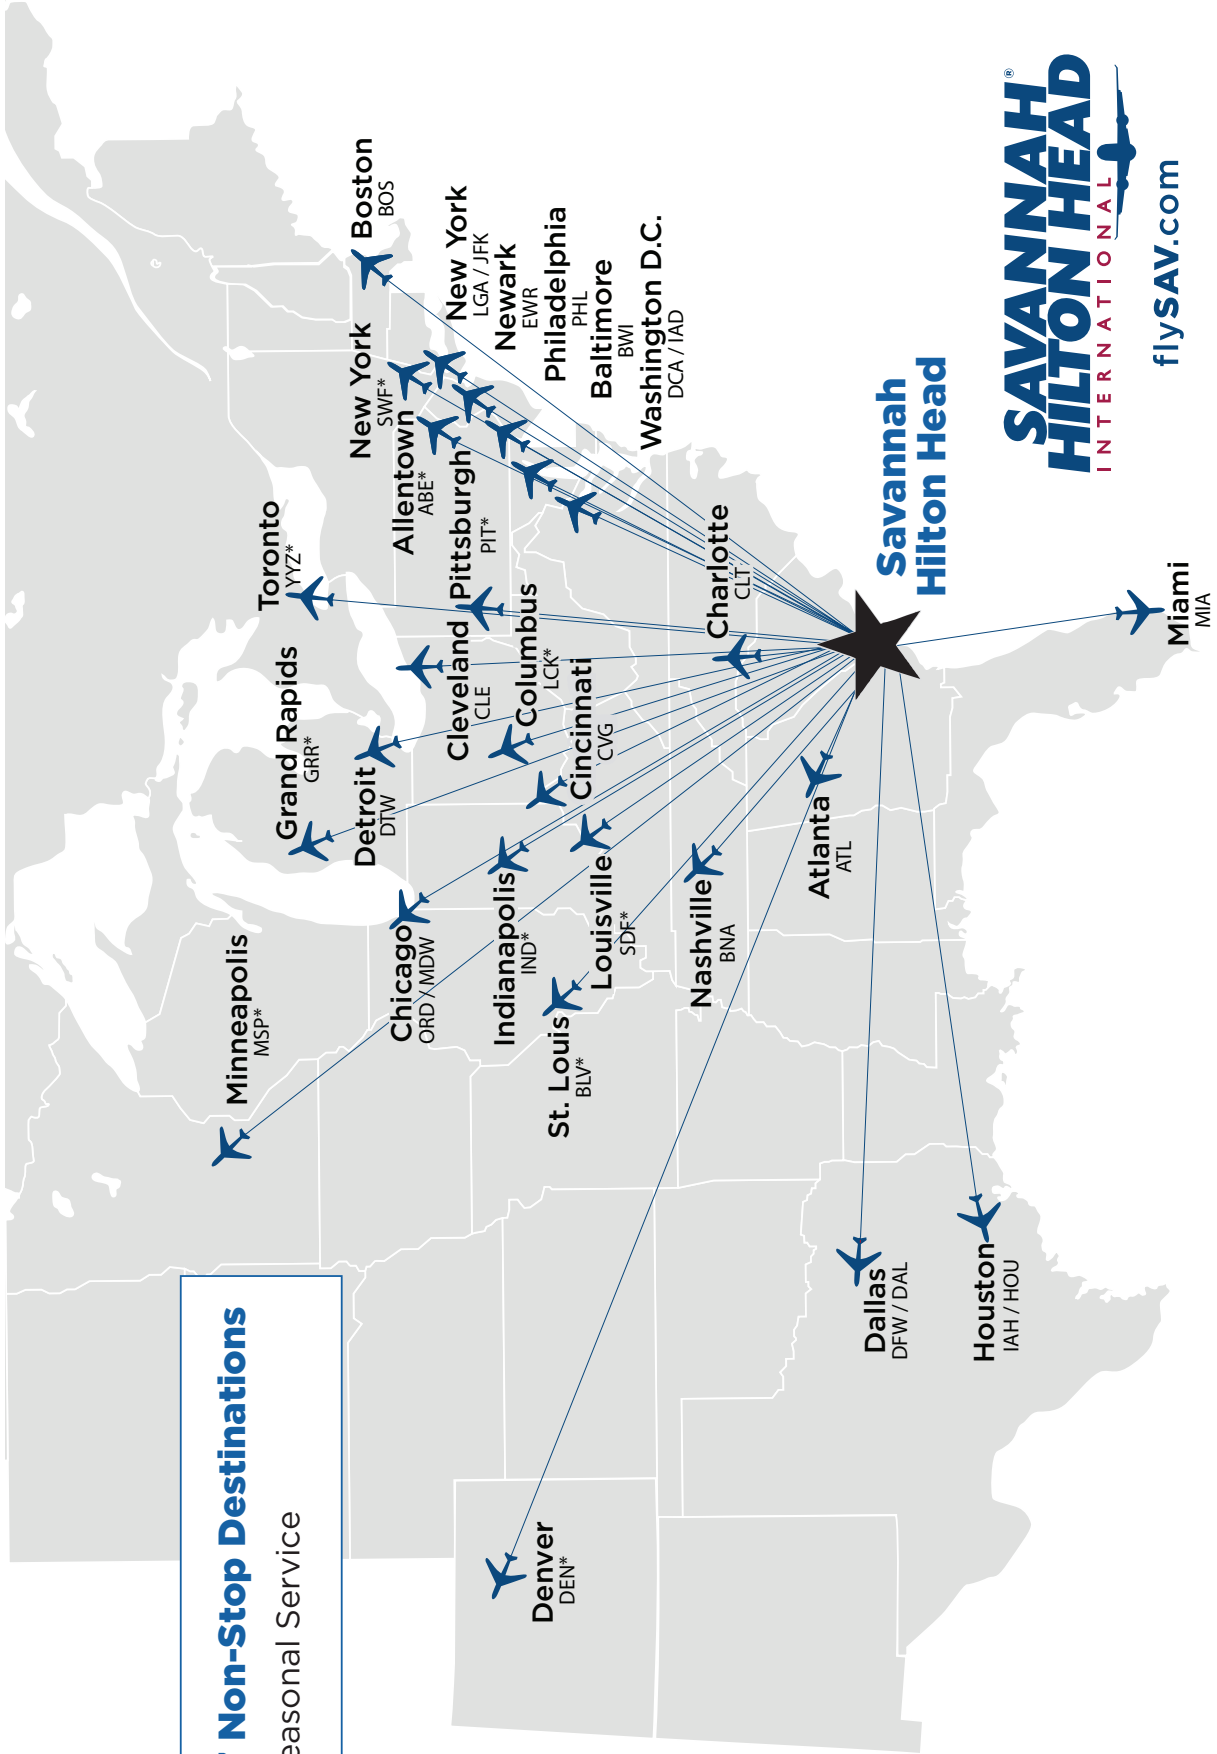 Non-Stop Destinations
easonal Service
Minneapolis
MSP*
Grand Rapids
GRR*
Toronto
YYZ*
Detroit
DTW
New York
SWF*
Boston
BOS
Chicago
ORD / MDW
Allentown
ABE*
Cleveland
CLE
Pittsburgh
PIT*
New York
LGA / JFK
Newark
EWR
Indianapolis
IND*
Columbus
LCK*
Philadelphia
PHL
St. Louis
BLV*
Louisville
SDF*
Cincinnati
CVG
Baltimore
BWI
Washington D.C.
DCA / IAD
Denver
DEN*
Nashville
BNA
Charlotte
CLT
Atlanta
ATL
Dallas
DFW / DAL
Savannah
Hilton Head
Houston
IAH / HOU
Miami
MIA
SAVANNAH®
HILTON HEAD
INTERNATIONAL
flySAV.com